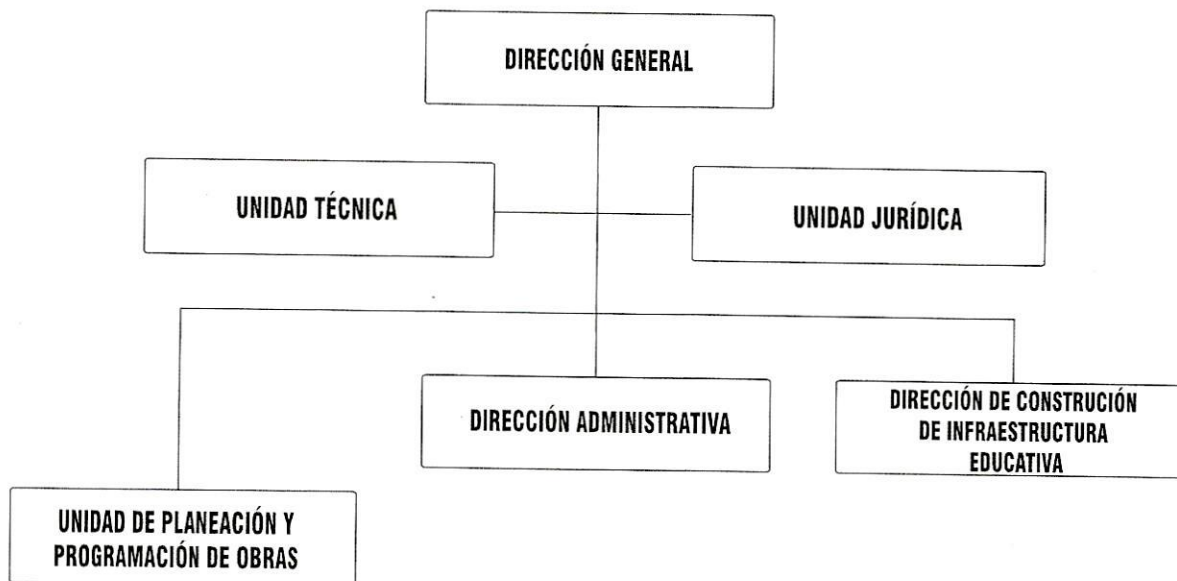 DIRECCIÓN GENERAL
UNIDAD TÉCNICA
UNIDAD JURÍDICA
DIRECCIÓN ADMINISTRATIVA
DIRECCIÓN DE CONSTRUCIÓN
DE INFRAESTRUCTURA
EDUCATIVA
UNIDAD DE PLANEACIÓN Y
PROGRAMACIÓN DE OBRAS